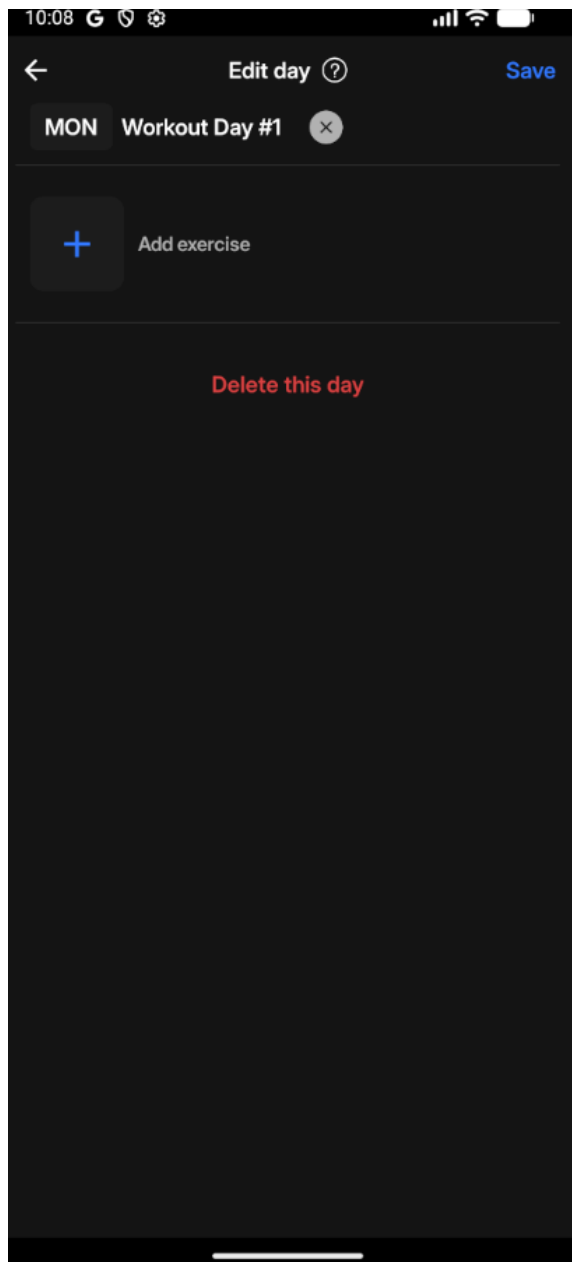 10:08 G
Edit day ?
Save
MON Workout Day #1
Add exercise
Delete this day